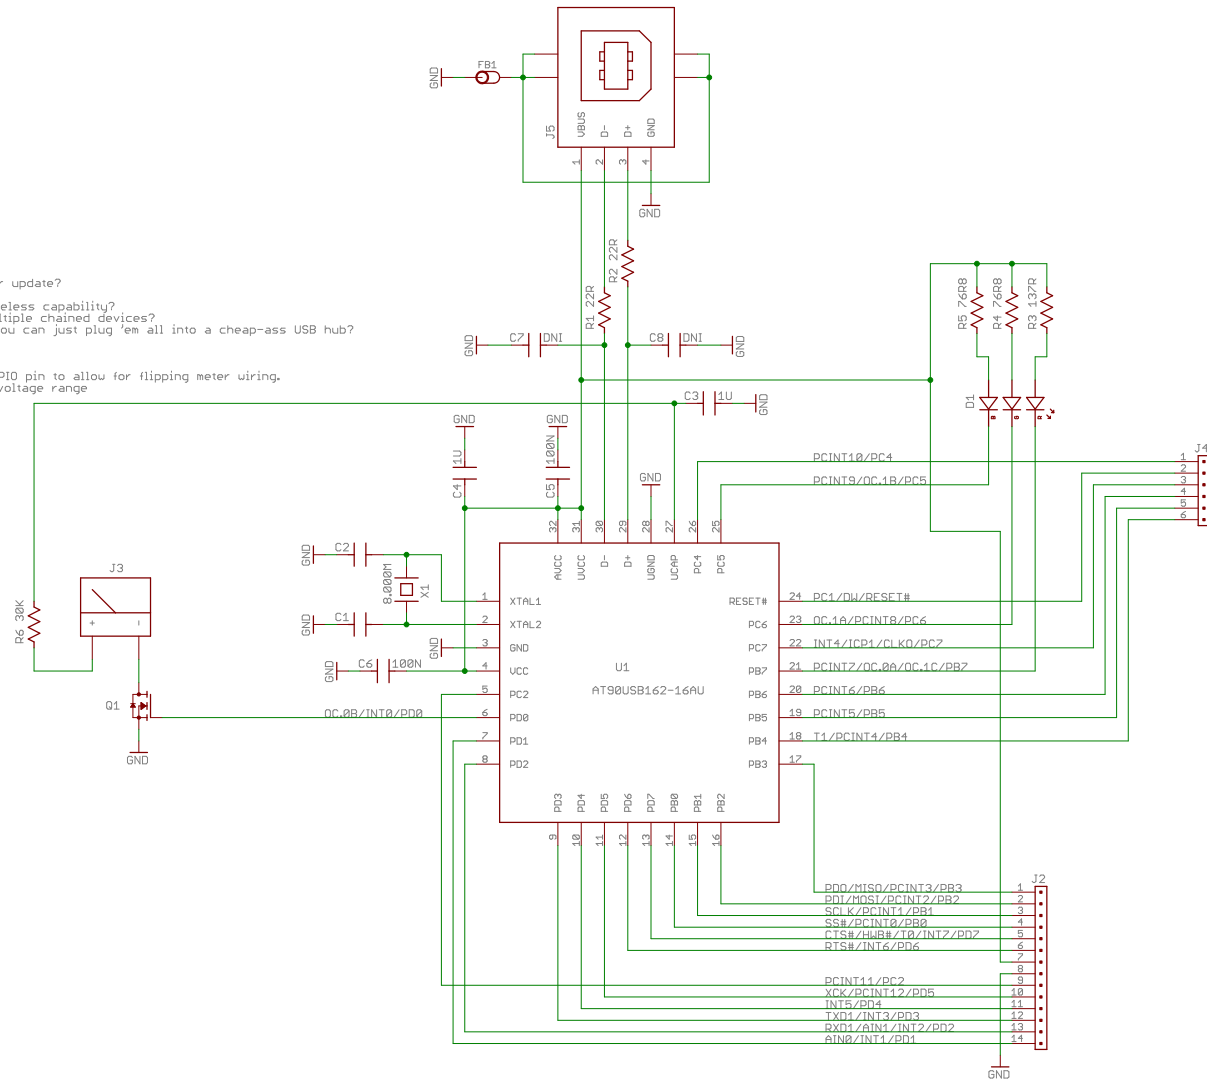 FB1
GND
J5
VBUS
D-
D+
GND
1
2
3
4
GND
R2 22R
R1 22R
r update?
eless capability?
ltiple chained devices?
ou can just plug 'em all into a cheap-ass USB hub?
PIO pin to allow for flipping meter wiring.
voltage range
GND
C7
DNI
C8
DNI
GND
R5 76R8
R4 76R8
R3 137R
C3
1U
GND
D1
B
G
R
GND
GND
1U
C4
100N
C5
GND
PCINT10/PC4
PCINT9/OC.1B/PC5
J4
1
2
3
4
5
6
32
31
30
29
28
27
26
25
AVCC
UVCC
D-
D+
UGND
UCAP
PC4
PC5
GND
C2
8.000M
X1
GND
C1
GND
GND
C6
100N
J3
+
-
R6 30K
Q1
GND
OC.0B/INT0/PD0
1 XTAL1
2 XTAL2
3 GND
4 VCC
5 PC2
6 PD0
7 PD1
8 PD2
U1
AT90USB162-16AU
RESET# 24 PC1/DW/RESET#
PC6 23 OC.1A/PCINT8/PC6
PC7 22 INT4/ICP1/CLKO/PC7
PB7 21 PCINT7/OC.0A/OC.1C/PB7
PB6 20 PCINT6/PB6
PB5 19 PCINT5/PB5
PB4 18 T1/PCINT4/PB4
PB3 17
PD3
PD4
PD5
PD6
PD7
PB0
PB1
PB2
9
10
11
12
13
14
15
16
J2
PDO/MISO/PCINT3/PB3 1
PDI/MOSI/PCINT2/PB2 2
SCLK/PCINT1/PB1 3
SS#/PCINT0/PB0 4
CTS#/HWB#/T0/INT7/PD7 5
RTS#/INT6/PD6 6
7
8
PCINT11/PC2 9
XCK/PCINT12/PD5 10
INT5/PD4 11
TXD1/INT3/PD3 12
RXD1/AIN1/INT2/PD2 13
AIN0/INT1/PD1 14
GND